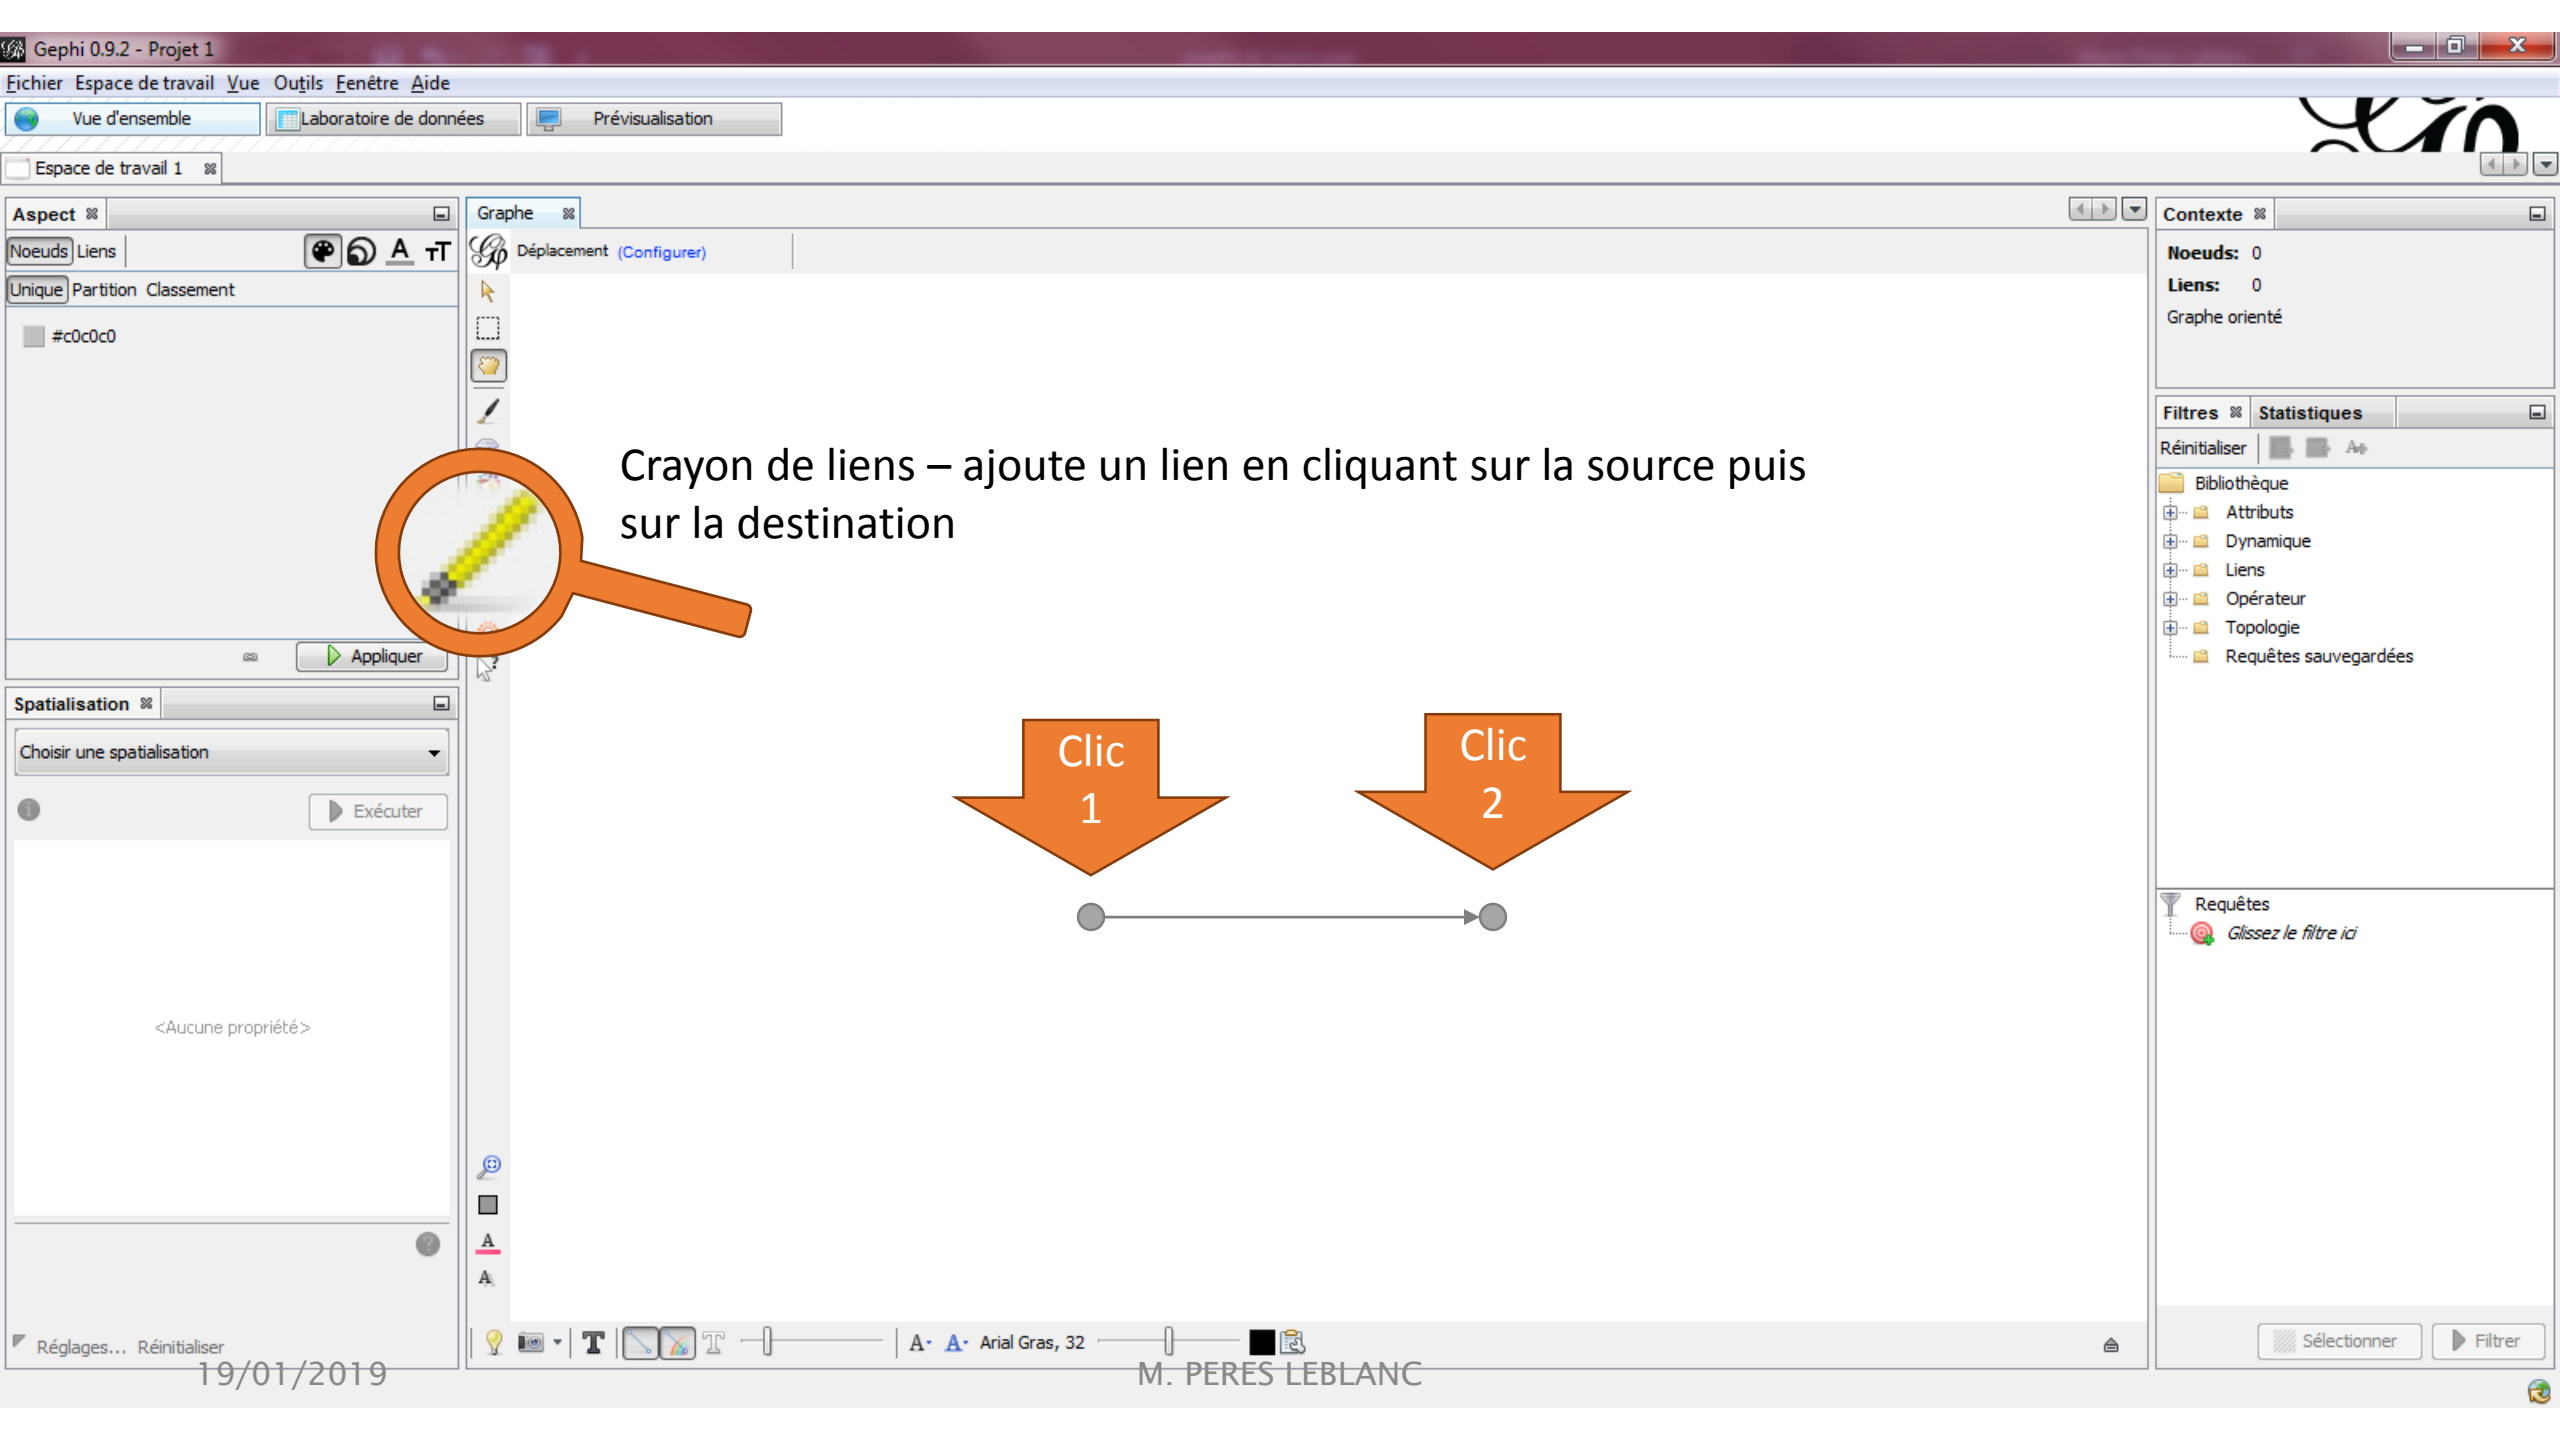 Gephi 0.9.2 - Projet 1
Fichier Espace de travail Vue Outils Fenêtre Aide
Vue d'ensemble Laboratoire de données Prévisualisation
Espace de travail 1
Aspect
Noeuds Liens A TT
Unique Partition Classement
#c0c0c0
Appliquer
Spatialisation
Choisir une spatialisation
Exécuter
<Aucune propriété>
Réglages... Réinitialiser
Graphe
Déplacement (Configurer)
Crayon de liens – ajoute un lien en cliquant sur la source puis
sur la destination
Clic
1
Clic
2
A
A
T T A- A- Arial Gras, 32
Contexte
Noeuds: 0
Liens: 0
Graphe orienté
Filtres Statistiques
Réinitialiser
Bibliothèque
Attributs
Dynamique
Liens
Opérateur
Topologie
Requêtes sauvegardées
Requêtes
Glissez le filtre ici
Sélectionner Filtrer
19/01/2019
M. PERES LEBLANC